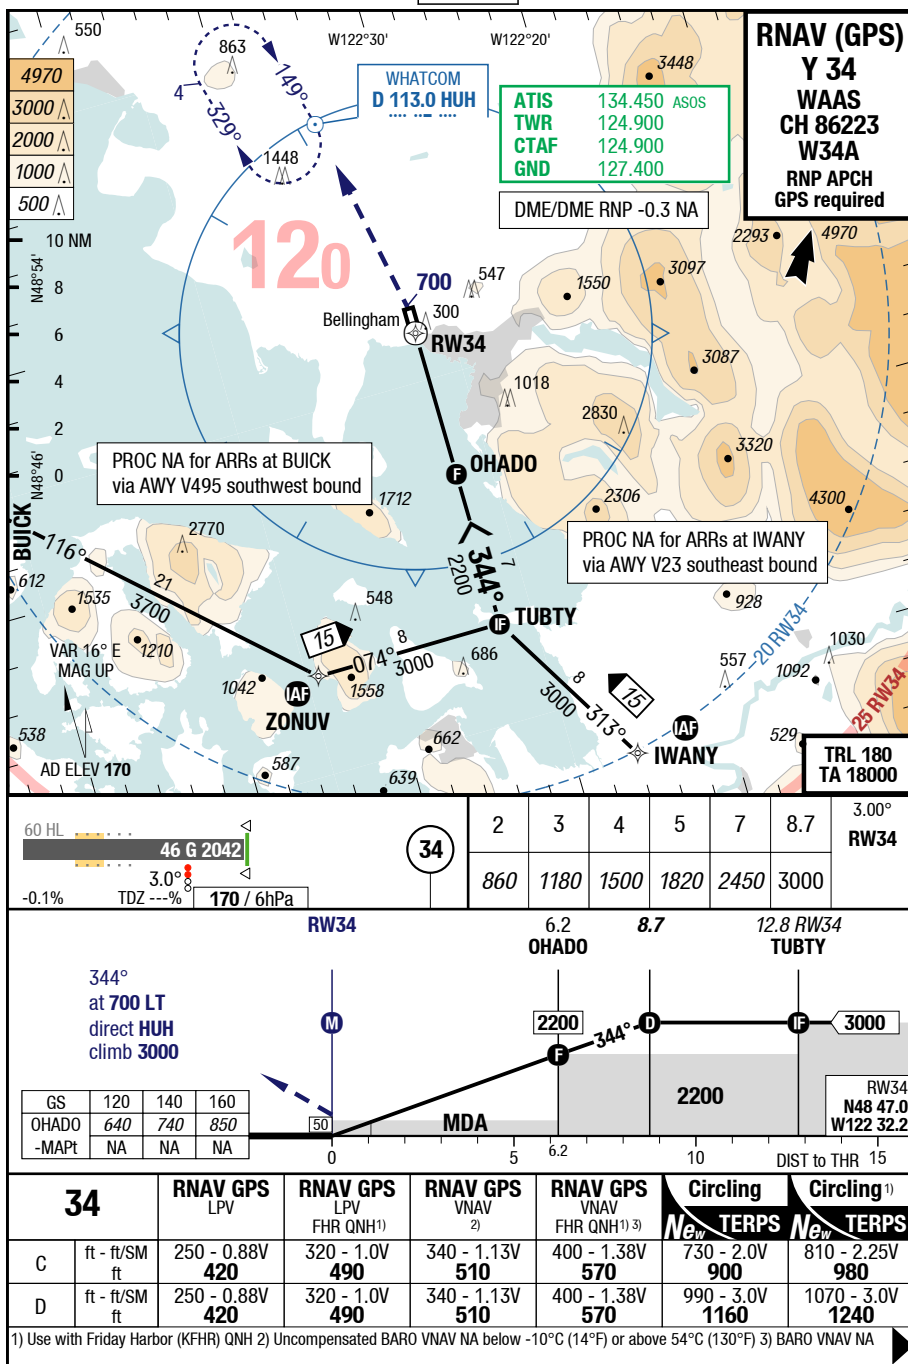 RNAV (GPS)
Y 34
WAAS
CH 86223
W34A
RNP APCH
GPS required
550
4970
3000
2000
1000
500
863
4
149°
329°
1448
W122°30'
W122°20'
WHATCOM
D 113.0 HUH
ATIS 134.450 ASOS
TWR 124.900
CTAF 124.900
GND 127.400
DME/DME RNP -0.3 NA
3448
2293
4970
120
10 NM
8
6
4
2
0
N48°54'
N48°46'
700
547
1550
3097
Bellingham
300
RW34
3087
1018
2830
3320
F OHADO
PROC NA for ARRs at BUICK
via AWY V495 southwest bound
1712
2306
4300
PROC NA for ARRs at IWANY
via AWY V23 southeast bound
BUICK
116°
21
3700
2770
612
1535
1210
7
2200
344°
548
928
IF TUBTY
15
074°
8
3000
686
VAR 16° E
MAG UP
1042
IAF
ZONUV
1558
8
3000
313°
15
557
20 RW34
1030
1092
25 RW34
IAF
IWANY
538
AD ELEV 170
587
662
639
529
TRL 180
TA 18000
60 HL
46 G 2042
3.0°
-0.1%
TDZ ---%
170 / 6hPa
34
2 3 4 5 7 8.7 3.00°
RW34
860 1180 1500 1820 2450 3000
RW34
6.2
OHADO
8.7
12.8 RW34
TUBTY
344°
at 700 LT
direct HUH
climb 3000
M
2200
F
344°
D
IF
3000
2200
MDA
50
RW34
N48 47.0
W122 32.2
GS 120 140 160
OHADO 640 740 850
-MAPt NA NA NA
0 5 6.2 10 DIST to THR 15
34
RNAV GPS
LPV
RNAV GPS
LPV
FHR QNH1)
RNAV GPS
VNAV
2)
RNAV GPS
VNAV
FHR QNH1) 3)
Circling
New TERPS
Circling1)
New TERPS
C ft - ft/SM 250 - 0.88V 320 - 1.0V 340 - 1.13V 400 - 1.38V 730 - 2.0V 810 - 2.25V
ft 420 490 510 570 900 980
D ft - ft/SM 250 - 0.88V 320 - 1.0V 340 - 1.13V 400 - 1.38V 990 - 3.0V 1070 - 3.0V
ft 420 490 510 570 1160 1240
1) Use with Friday Harbor (KFHR) QNH 2) Uncompensated BARO VNAV NA below -10°C (14°F) or above 54°C (130°F) 3) BARO VNAV NA